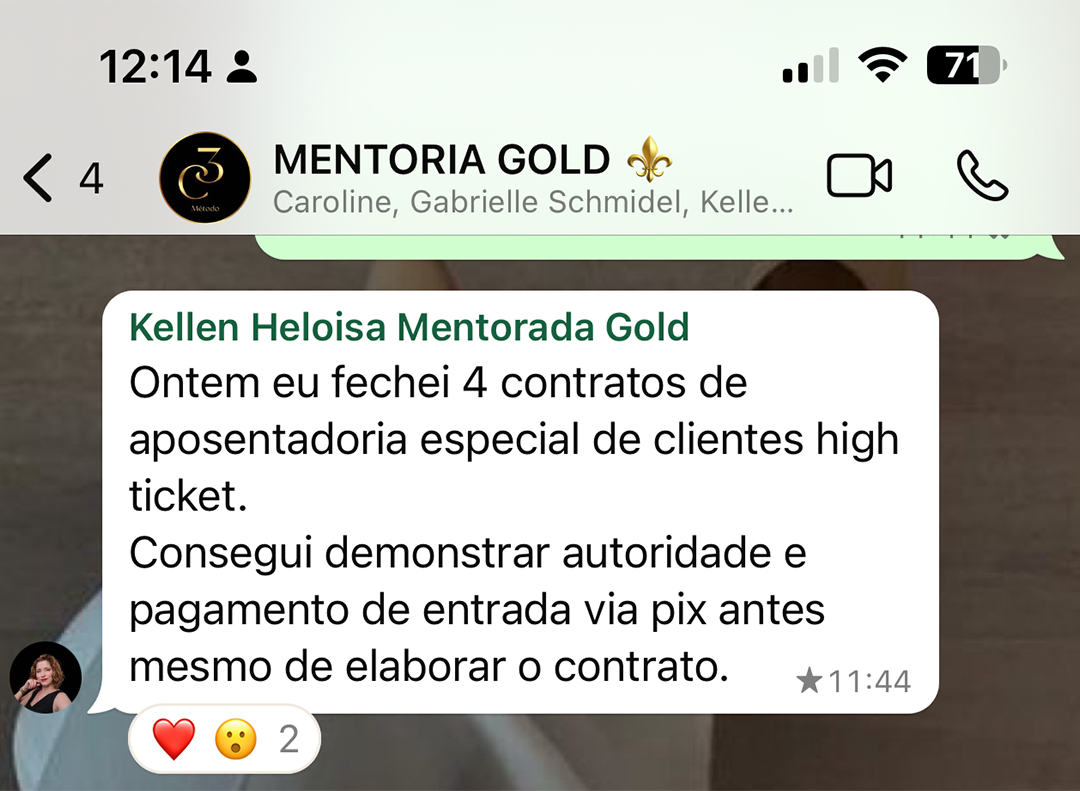 12:14
71
4
MENTORIA GOLD ⚜️
Caroline, Gabrielle Schmidel, Kelle...
C3
Método
Kellen Heloisa Mentorada Gold
Ontem eu fechei 4 contratos de
aposentadoria especial de clientes high
ticket.
Consegui demonstrar autoridade e
pagamento de entrada via pix antes
mesmo de elaborar o contrato.
★11:44
❤️ 😮 2